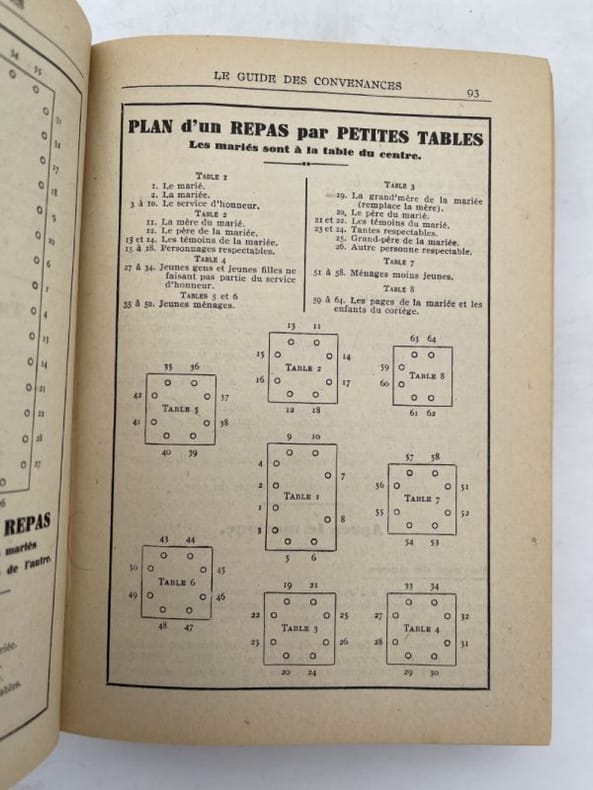 LE GUIDE DES CONVENANCES
93
PLAN d'un REPAS par PETITES TABLES
Les mariés sont à la table du centre.
TABLE 1
1. Le marié.
2. La mariée.
3 à 10. Le service d'honneur.
TABLE 2
11. La mère du marié.
12. Le père de la mariée.
13 et 14. Les témoins de la mariée.
15 à 18. Personnages respectables.
TABLE 4
27 à 34. Jeunes gens et jeunes filles ne
faisant pas partie du service
d'honneur.
TABLES 5 et 6
35 à 50. Jeunes ménages.
TABLE 3
19. La grand'mère de la mariée
(remplace la mère).
20. Le père du marié.
21 et 22. Les témoins du marié.
23 et 24. Tantes respectables.
25. Grand-père de la mariée.
26. Autre personne respectable.
TABLE 7
51 à 58. Ménages moins jeunes.
TABLE 8
59 à 64. Les pages de la mariée et les
enfants du cortège.
13 11
15 14
TABLE 2
16 17
12 18
63 64
59
TABLE 8
60
61 62
35 36
42 37
TABLE 5
41 38
40 39
9 10
4
7
2
TABLE 1
1
8
3
5 6
57 58
56 51
TABLE 7
55 52
54 53
43 44
50 45
TABLE 6
49 46
48 47
19 21
22 25
TABLE 3
23 26
20 24
33 34
27 32
TABLE 4
28 31
29 30
34 35
REPAS
mariés
de l'autre.